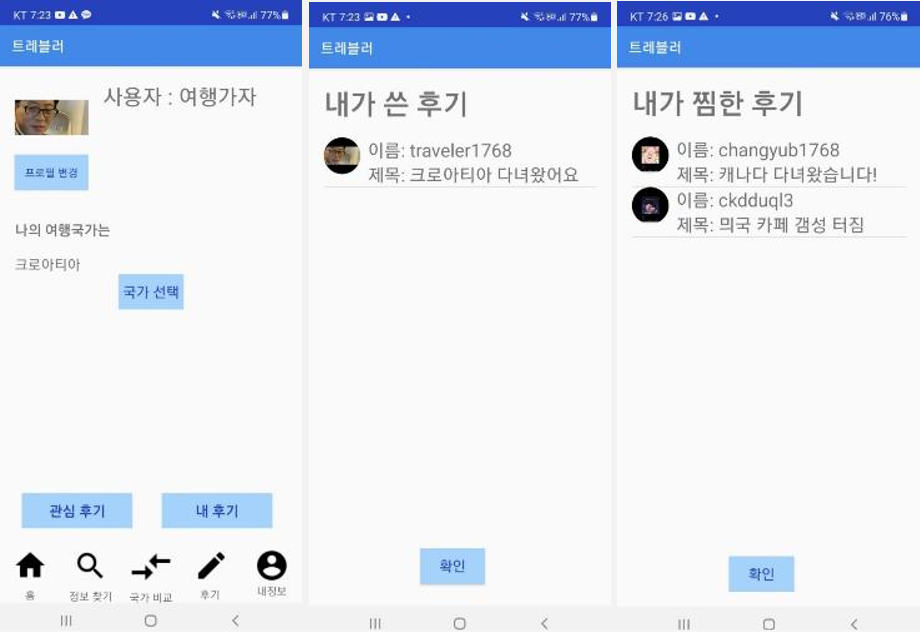 KT 7:23
77%
트레블러
사용자 : 여행가자
프로필 변경
나의 여행국가는
크로아티아
국가 선택
관심 후기
내 후기
홈
정보 찾기
국가 비교
후기
내정보
KT 7:23
77%
트레블러
내가 쓴 후기
이름: traveler1768
제목: 크로아티아 다녀왔어요
확인
KT 7:26
76%
트레블러
내가 찜한 후기
이름: changyub1768
제목: 캐나다 다녀왔습니다!
이름: ckdduql3
제목: 믜국 카페 갬성 터짐
확인